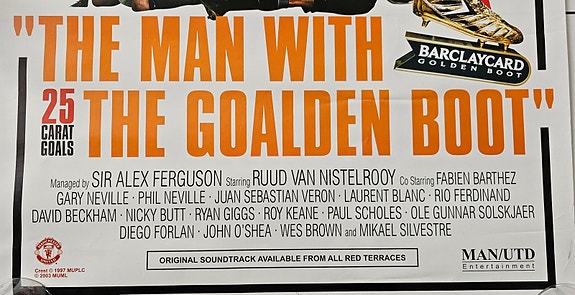 "THE MAN WITH
BARCLAYCARD
GOLDEN BOOT
25
CARAT
GOALS
THE GOALDEN BOOT"
Managed by SIR ALEX FERGUSON Starring RUUD VAN NISTELROOY Co Starring FABIEN BARTHEZ
GARY NEVILLE · PHIL NEVILLE · JUAN SEBASTIAN VERON · LAURENT BLANC · RIO FERDINAND
DAVID BECKHAM · NICKY BUTT · RYAN GIGGS · ROY KEANE · PAUL SCHOLES · OLE GUNNAR SOLSKJAER
DIEGO FORLAN · JOHN O'SHEA · WES BROWN and MIKAEL SILVESTRE
ORIGINAL SOUNDTRACK AVAILABLE FROM ALL RED TERRACES
MAN/UTD
Entertainment
Crest © 1997 MUPLC
© 2003 MUML